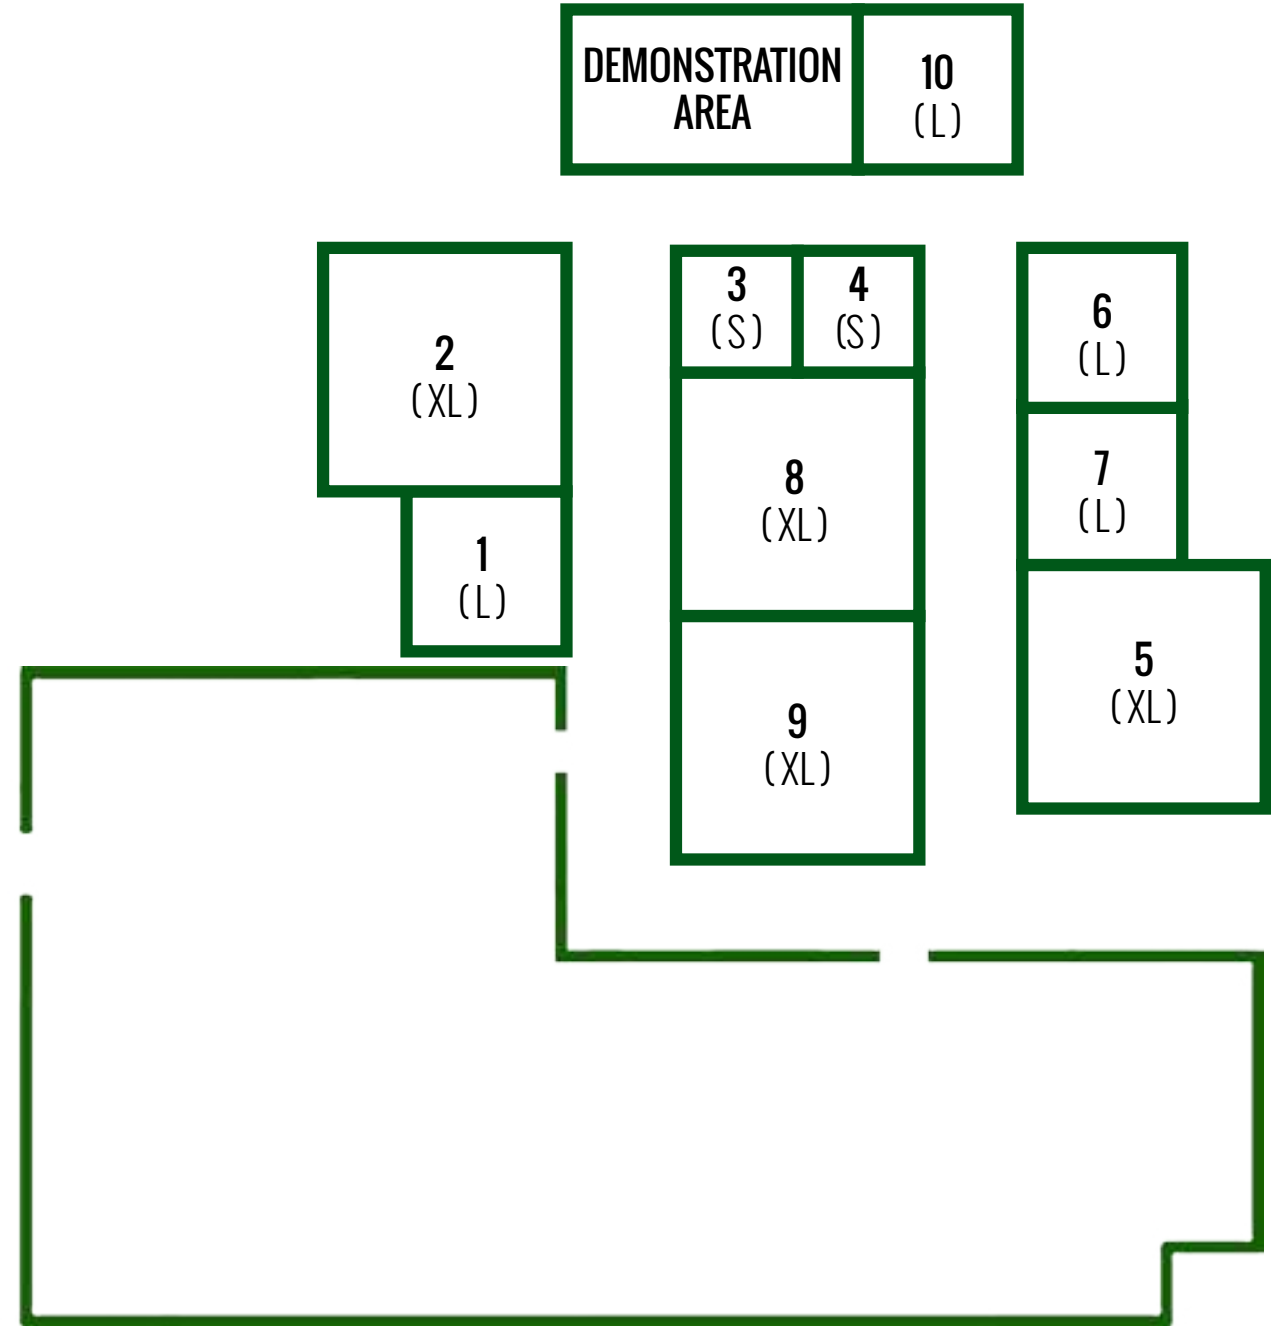 DEMONSTRATION
AREA
10
(L)
2
(XL)
1
(L)
3
(S)
4
(S)
8
(XL)
9
(XL)
6
(L)
7
(L)
5
(XL)